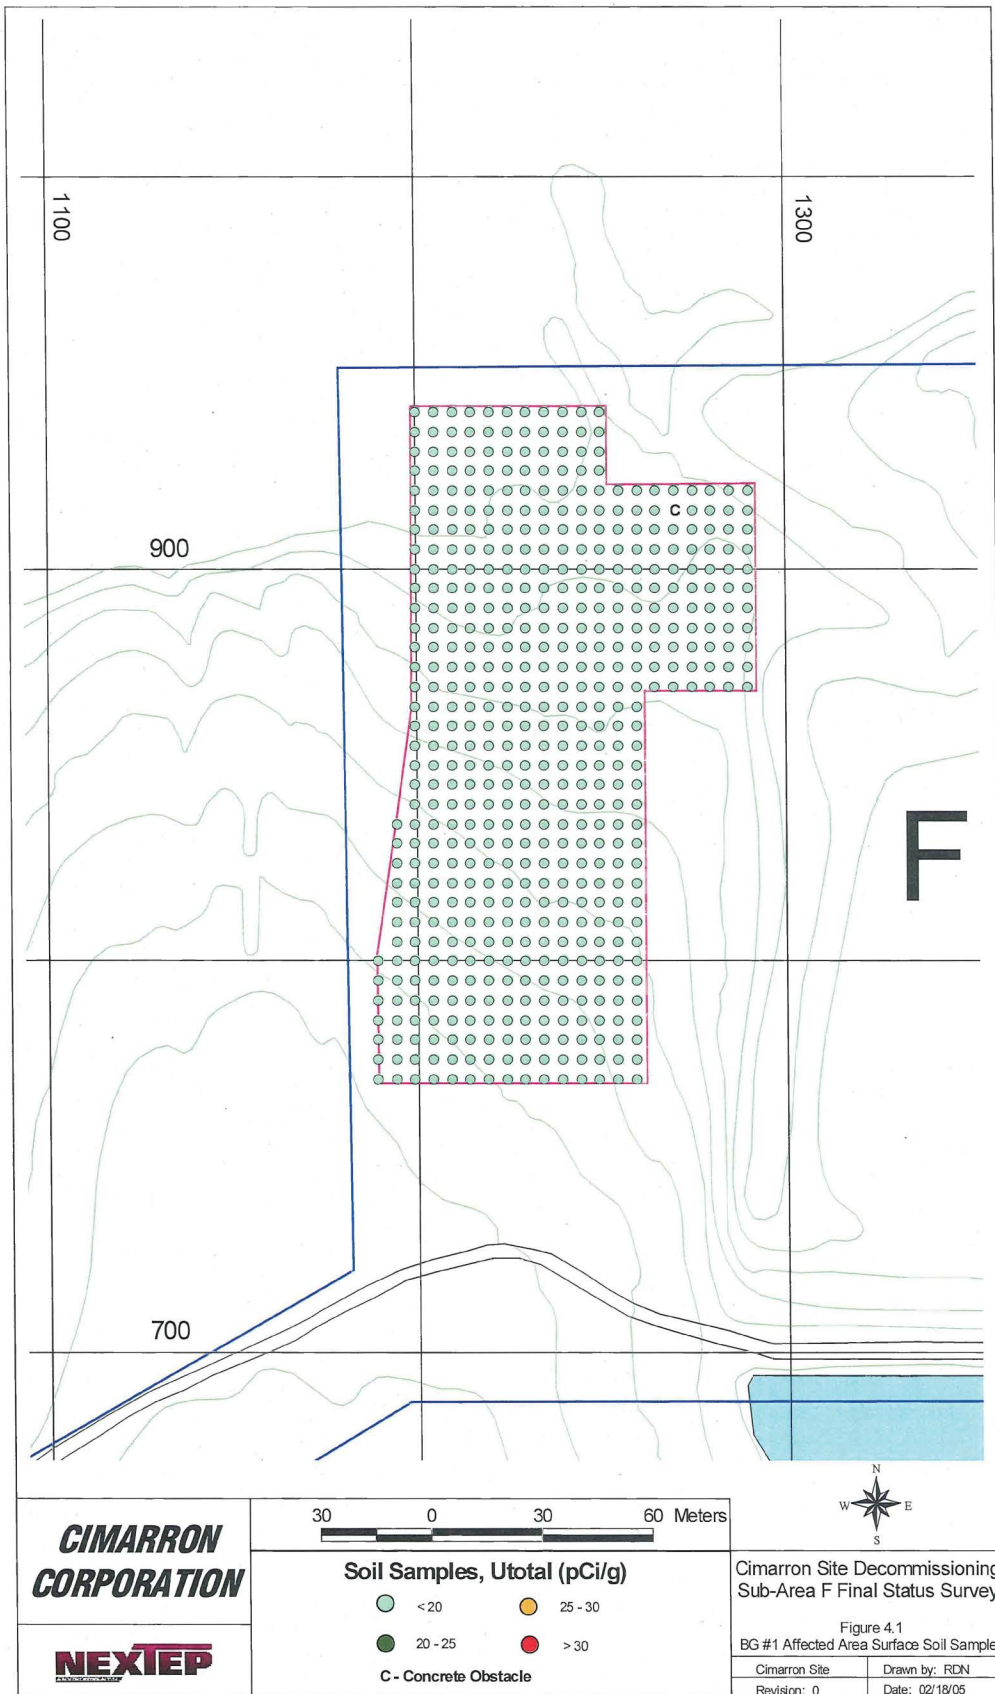 1100
1300
C
900
F
700
N
W E
S
CIMARRON
CORPORATION
NEXTEP
30 0 30 60 Meters
Soil Samples, Utotal (pCi/g)
< 20
25 - 30
20 - 25
> 30
C - Concrete Obstacle
Cimarron Site Decommissioning
Sub-Area F Final Status Survey
Figure 4.1
BG #1 Affected Area Surface Soil Sample
Cimarron Site
Drawn by: RDN
Revision: 0
Date: 02/18/05